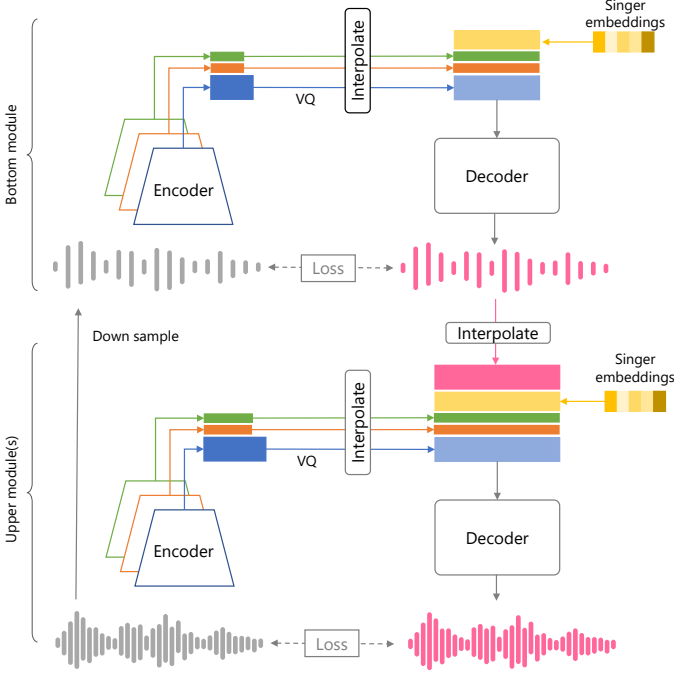 Singer
embeddings
Interpolate
VQ
Bottom module
Encoder
Decoder
Loss
Down sample
Interpolate
Singer
embeddings
Interpolate
VQ
Upper module(s)
Encoder
Decoder
Loss